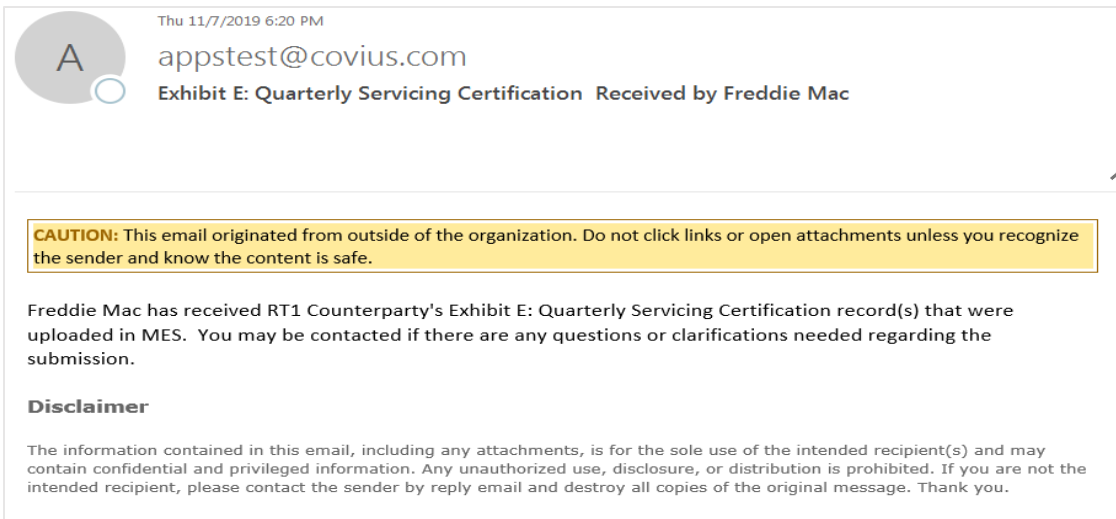 Thu 11/7/2019 6:20 PM
A
appstest@covius.com
Exhibit E: Quarterly Servicing Certification  Received by Freddie Mac
CAUTION: This email originated from outside of the organization. Do not click links or open attachments unless you recognize
the sender and know the content is safe.
Freddie Mac has received RT1 Counterparty's Exhibit E: Quarterly Servicing Certification record(s) that were
uploaded in MES.  You may be contacted if there are any questions or clarifications needed regarding the
submission.
Disclaimer
The information contained in this email, including any attachments, is for the sole use of the intended recipient(s) and may
contain confidential and privileged information. Any unauthorized use, disclosure, or distribution is prohibited. If you are not the
intended recipient, please contact the sender by reply email and destroy all copies of the original message. Thank you.